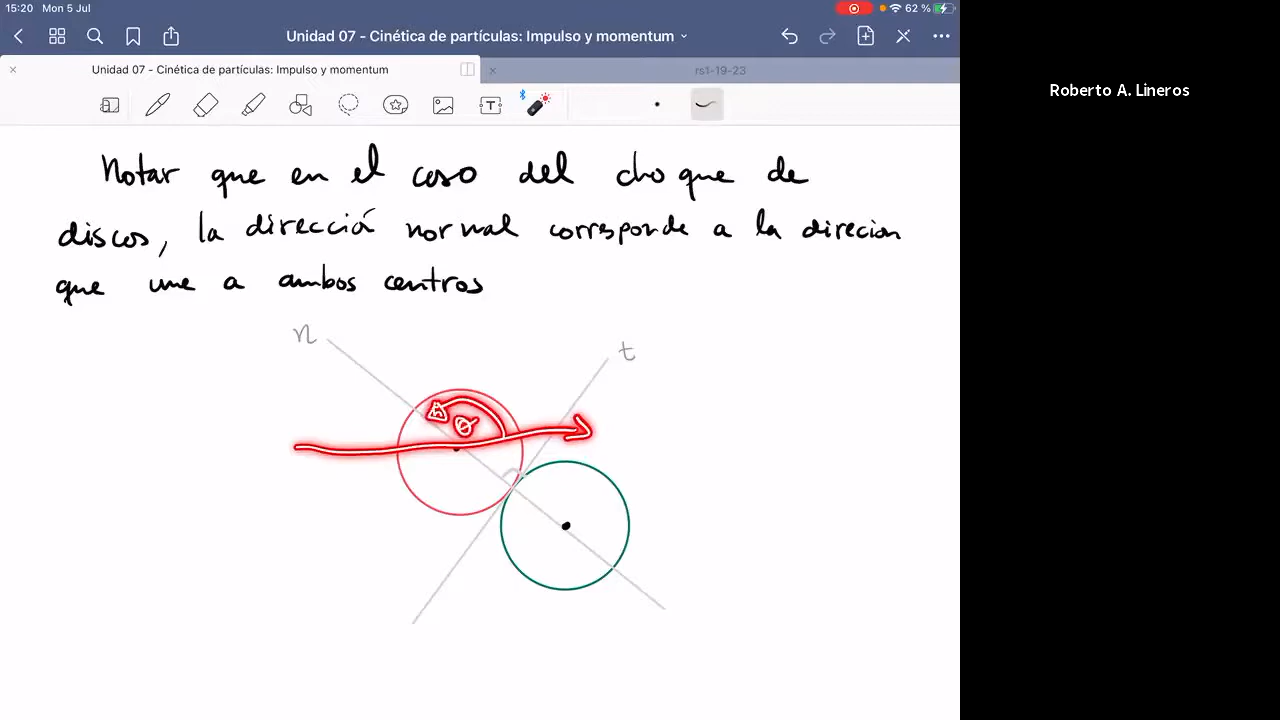 15:20 Mon 5 Jul
62 %
Unidad 07 - Cinética de partículas: Impulso y momentum
Unidad 07 - Cinética de partículas: Impulso y momentum
rs1-19-23
T
Roberto A. Lineros
Notar que en el caso del choque de
discos, la dirección normal corresponde a la direcion
que une a ambos centros
n
t
θ